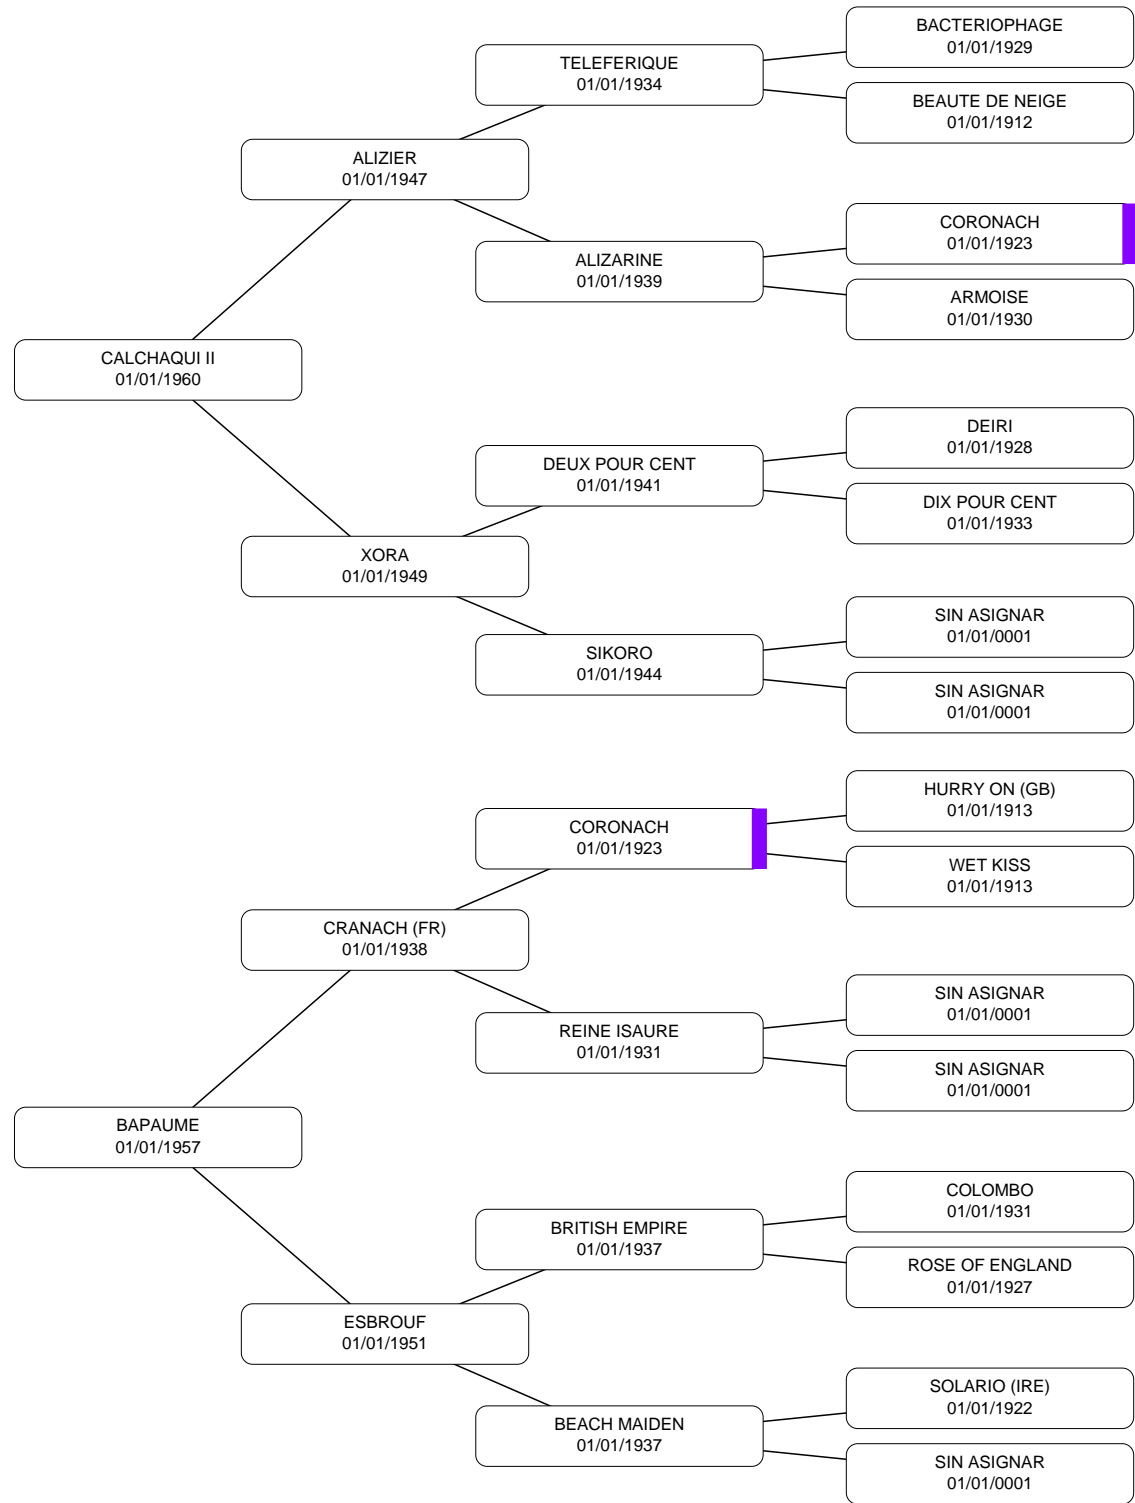 BACTERIOPHAGE
01/01/1929
TELEFERIQUE
01/01/1934
BEAUTE DE NEIGE
01/01/1912
ALIZIER
01/01/1947
CORONACH
01/01/1923
ALIZARINE
01/01/1939
ARMOISE
01/01/1930
CALCHAQUI II
01/01/1960
DEIRI
01/01/1928
DEUX POUR CENT
01/01/1941
DIX POUR CENT
01/01/1933
XORA
01/01/1949
SIN ASIGNAR
01/01/0001
SIKORO
01/01/1944
SIN ASIGNAR
01/01/0001
HURRY ON (GB)
01/01/1913
CORONACH
01/01/1923
WET KISS
01/01/1913
CRANACH (FR)
01/01/1938
SIN ASIGNAR
01/01/0001
REINE ISAURE
01/01/1931
SIN ASIGNAR
01/01/0001
BAPAUME
01/01/1957
COLOMBO
01/01/1931
BRITISH EMPIRE
01/01/1937
ROSE OF ENGLAND
01/01/1927
ESBROUF
01/01/1951
SOLARIO (IRE)
01/01/1922
BEACH MAIDEN
01/01/1937
SIN ASIGNAR
01/01/0001